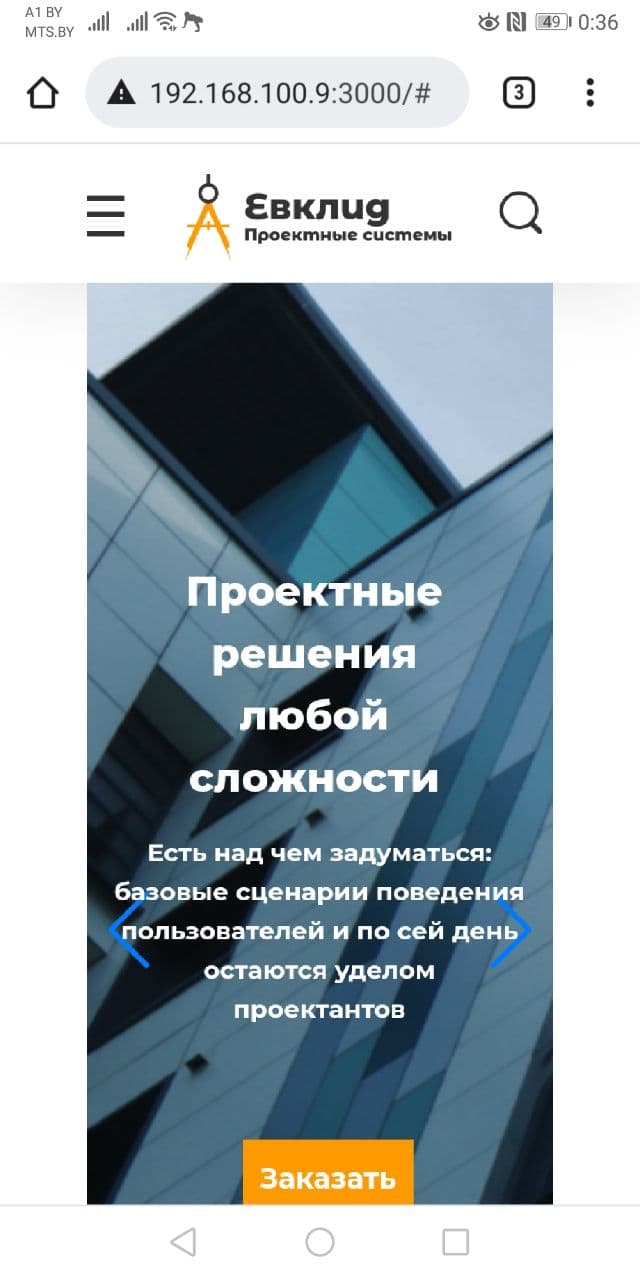 A1 BY
MTS.BY
49
0:36
192.168.100.9:3000/#
3
Евклид
Проектные системы
Проектные
решения
любой
сложности
Есть над чем задуматься:
базовые сценарии поведения
пользователей и по сей день
остаются уделом
проектантов
Заказать